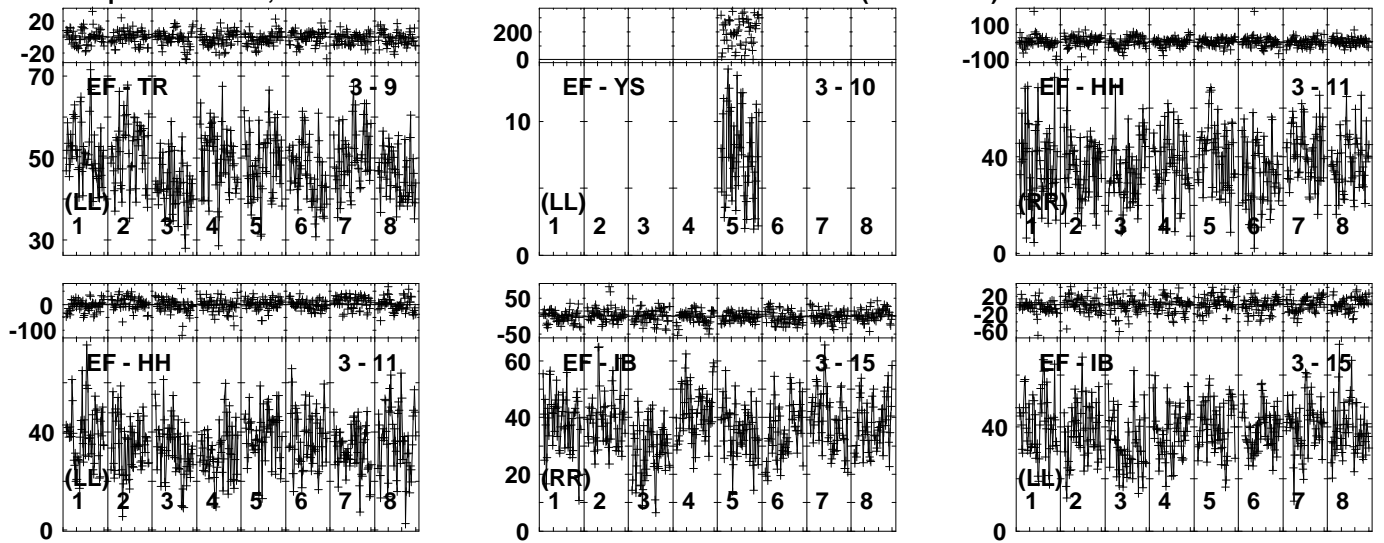 20
-20
70
50
30
EF - TR 3 - 9
(LL)
1 2 3 4 5 6 7 8
200
0
10
0
EF - YS 3 - 10
(LL)
1 2 3 4 5 6 7 8
100
-100
40
0
EF - HH 3 - 11
(RR)
1 2 3 4 5 6 7 8
0
-100
40
0
EF - HH 3 - 11
(LL)
1 2 3 4 5 6 7 8
50
-50
60
40
20
0
EF - IB 3 - 15
(RR)
1 2 3 4 5 6 7 8
20
-20
-60
40
0
EF - IB 3 - 15
(LL)
1 2 3 4 5 6 7 8